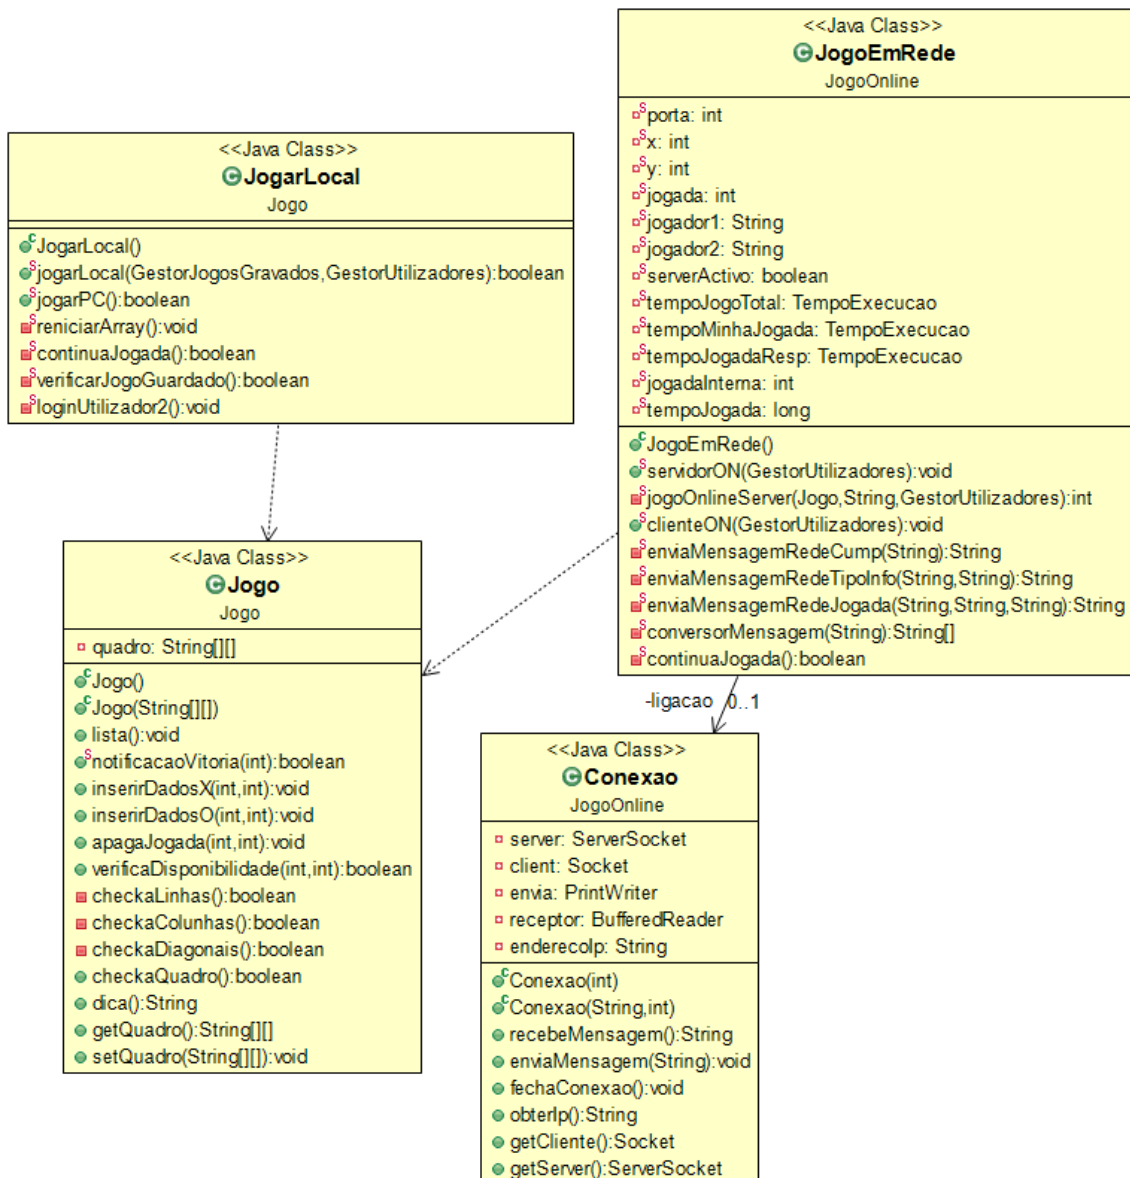 <<Java Class>>
JogoEmRede
JogoOnline
porta: int
x: int
y: int
jogada: int
jogador1: String
jogador2: String
serverActivo: boolean
tempoJogoTotal: TempoExecucao
tempoMinhaJogada: TempoExecucao
tempoJogadaResp: TempoExecucao
jogadaInterna: int
tempoJogada: long
JogoEmRede()
servidorON(GestorUtilizadores):void
jogoOnlineServer(Jogo,String,GestorUtilizadores):int
clienteON(GestorUtilizadores):void
enviaMensagemRedeCump(String):String
enviaMensagemRedeTipoInfo(String,String):String
enviaMensagemRedeJogada(String,String,String):String
conversorMensagem(String):String[]
continuaJogada():boolean
<<Java Class>>
JogarLocal
Jogo
JogarLocal()
jogarLocal(GestorJogosGravados,GestorUtilizadores):boolean
jogarPC():boolean
reniciarArray():void
continuaJogada():boolean
verificarJogoGuardado():boolean
loginUtilizador2():void
<<Java Class>>
Jogo
Jogo
quadro: String[][]
Jogo()
Jogo(String[][])
lista():void
notificacaoVitoria(int):boolean
inserirDadosX(int,int):void
inserirDadosO(int,int):void
apagaJogada(int,int):void
verificaDisponibilidade(int,int):boolean
checkaLinhas():boolean
checkaColunhas():boolean
checkaDiagonais():boolean
checkaQuadro():boolean
dica():String
getQuadro():String[][]
setQuadro(String[][]):void
-ligacao 0..1
<<Java Class>>
Conexao
JogoOnline
server: ServerSocket
client: Socket
envia: PrintWriter
receptor: BufferedReader
enderecoIp: String
Conexao(int)
Conexao(String,int)
recebeMensagem():String
enviaMensagem(String):void
fechaConexao():void
obterIp():String
getCliente():Socket
getServer():ServerSocket